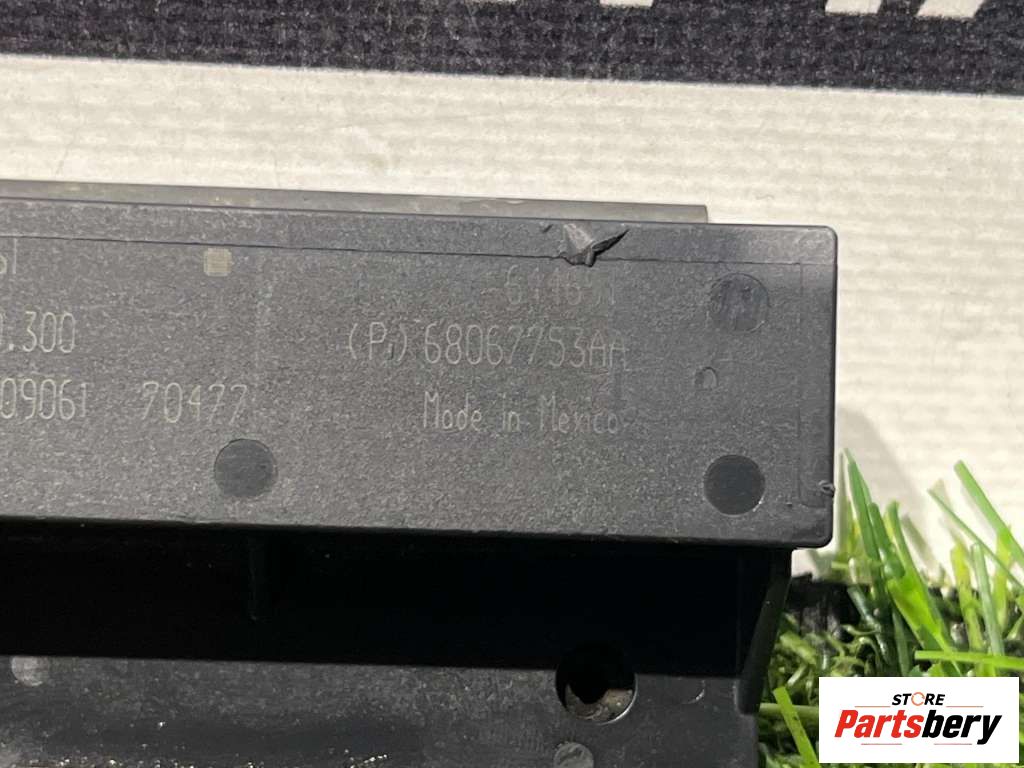 .300
(P) 68067753AA
09061 70477
Made in Mexico
STORE
Partsbery